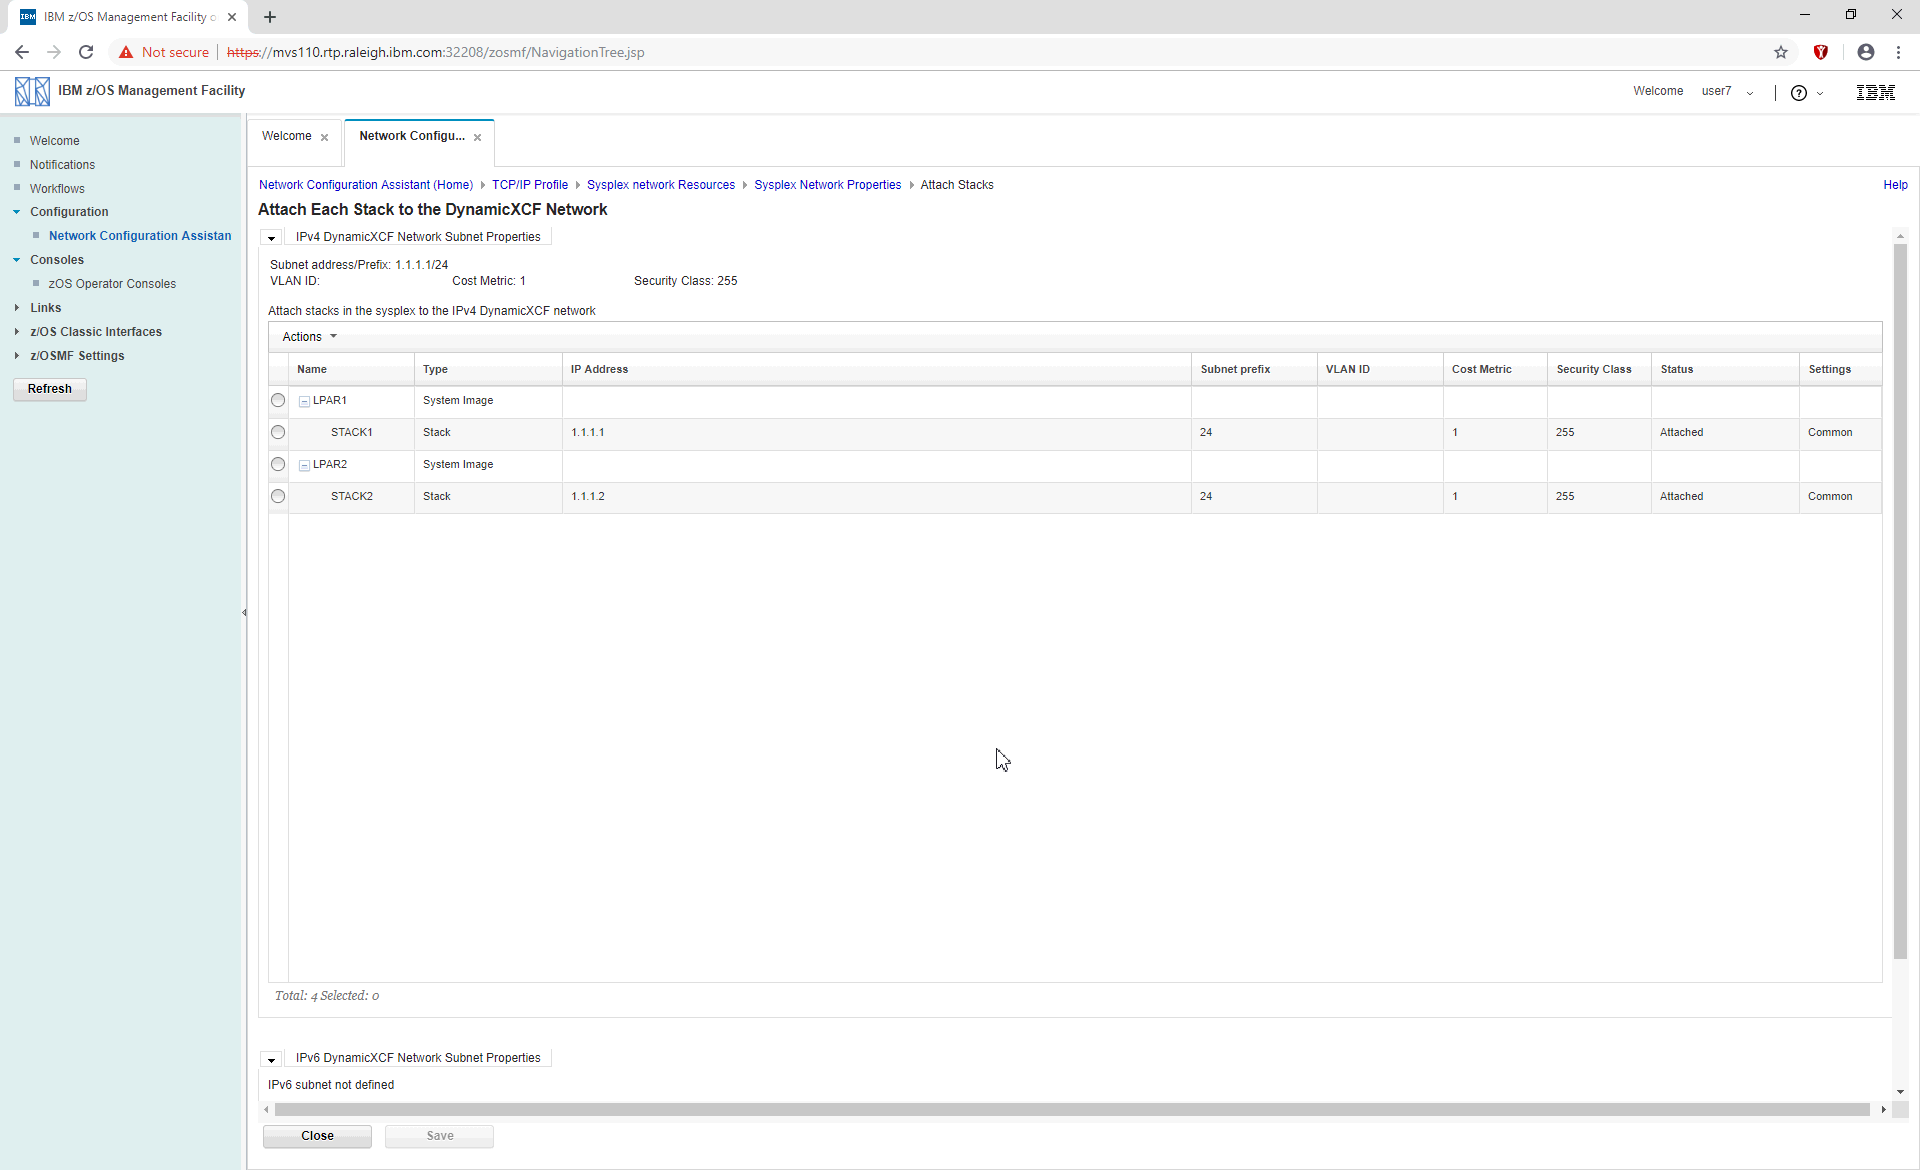 IBM z/OS Management Facility o
Not secure https://mvs110.rtp.raleigh.ibm.com:32208/zosmf/NavigationTree.jsp
IBM z/OS Management Facility
Welcome user7
IBM
Welcome
Notifications
Workflows
Configuration
Network Configuration Assistan
Consoles
zOS Operator Consoles
Links
z/OS Classic Interfaces
z/OSMF Settings
Refresh
Welcome
Network Configu...
Network Configuration Assistant (Home) TCP/IP Profile Sysplex network Resources Sysplex Network Properties Attach Stacks
Help
Attach Each Stack to the DynamicXCF Network
IPv4 DynamicXCF Network Subnet Properties
Subnet address/Prefix: 1.1.1.1/24
VLAN ID: Cost Metric: 1 Security Class: 255
Attach stacks in the sysplex to the IPv4 DynamicXCF network
Actions
Name Type IP Address Subnet prefix VLAN ID Cost Metric Security Class Status Settings
LPAR1 System Image
STACK1 Stack 1.1.1.1 24 1 255 Attached Common
LPAR2 System Image
STACK2 Stack 1.1.1.2 24 1 255 Attached Common
Total: 4 Selected: 0
IPv6 DynamicXCF Network Subnet Properties
IPv6 subnet not defined
Close Save